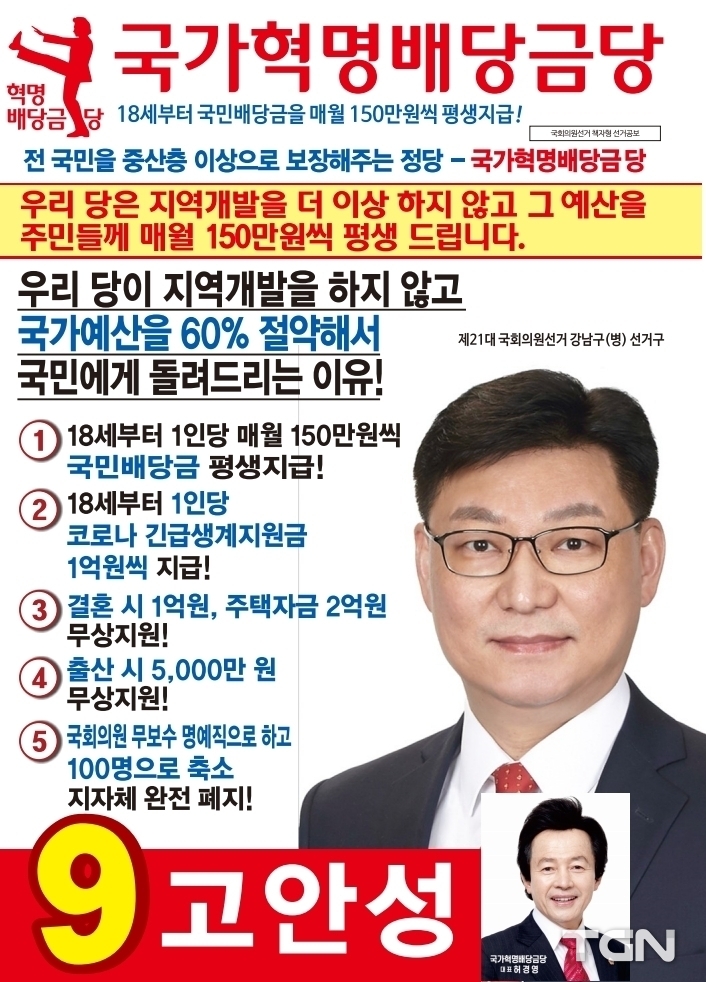 국가혁명배당금당
혁명
배당금당
18세부터 국민배당금을 매월 150만원씩 평생지급!
국회의원선거 책자형 선거공보
전 국민을 중산층 이상으로 보장해주는 정당 - 국가혁명배당금당
우리 당은 지역개발을 더 이상 하지 않고 그 예산을
주민들께 매월 150만원씩 평생 드립니다.
우리 당이 지역개발을 하지 않고
국가예산을 60% 절약해서
국민에게 돌려드리는 이유!
제21대 국회의원선거 강남구(병) 선거구
1 18세부터 1인당 매월 150만원씩
국민배당금 평생지급!
2 18세부터 1인당
코로나 긴급생계지원금
1억원씩 지급!
3 결혼 시 1억원, 주택자금 2억원
무상지원!
4 출산 시 5,000만 원
무상지원!
5 국회의원 무보수 명예직으로 하고
100명으로 축소
지자체 완전 폐지!
9 고안성
국가혁명배당금당
대표 허경영
TGN